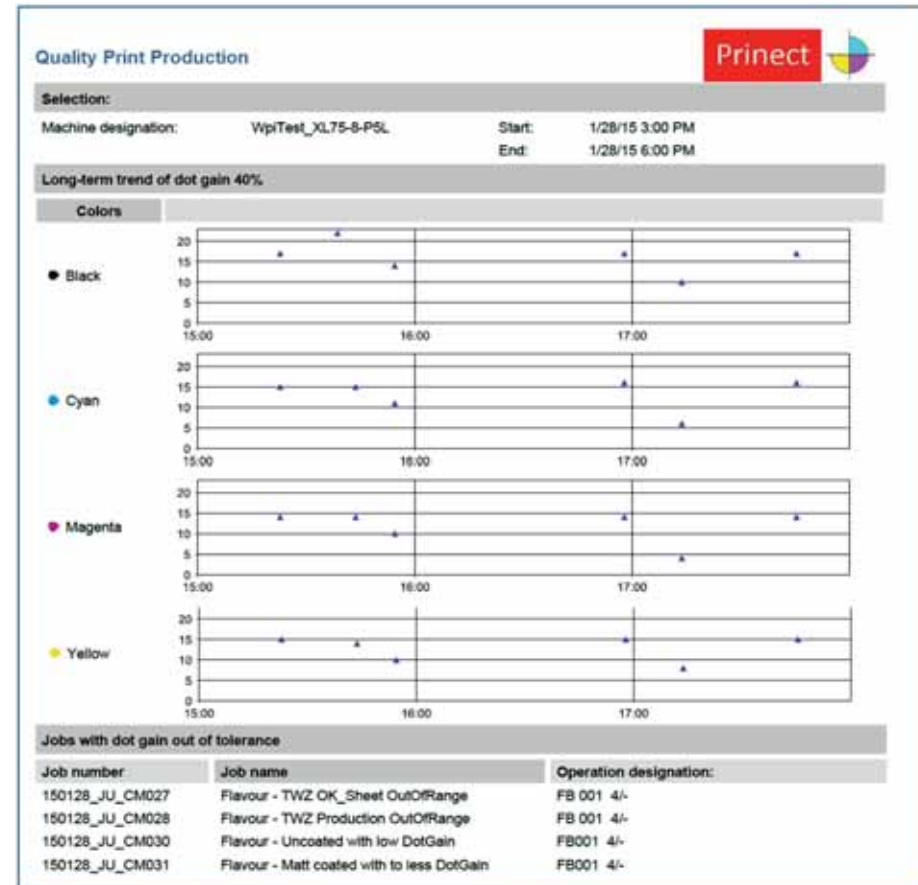 Quality Print Production
Prinect
Selection:
Machine designation: WpiTest_XL75-8-P5L Start: 1/28/15 3:00 PM
End: 1/28/15 6:00 PM
Long-term trend of dot gain 40%
Colors
Black
20
15
10
5
0
15:00 16:00 17:00
Cyan
20
15
10
5
0
15:00 16:00 17:00
Magenta
20
15
10
5
0
15:00 16:00 17:00
Yellow
20
15
10
5
0
15:00 16:00 17:00
Jobs with dot gain out of tolerance
Job number Job name Operation designation:
150128_JU_CM027 Flavour - TWZ OK_Sheet OutOfRange FB 001 4/-
150128_JU_CM028 Flavour - TWZ Production OutOfRange FB 001 4/-
150128_JU_CM030 Flavour - Uncoated with low DotGain FB001 4/-
150128_JU_CM031 Flavour - Matt coated with to less DotGain FB001 4/-